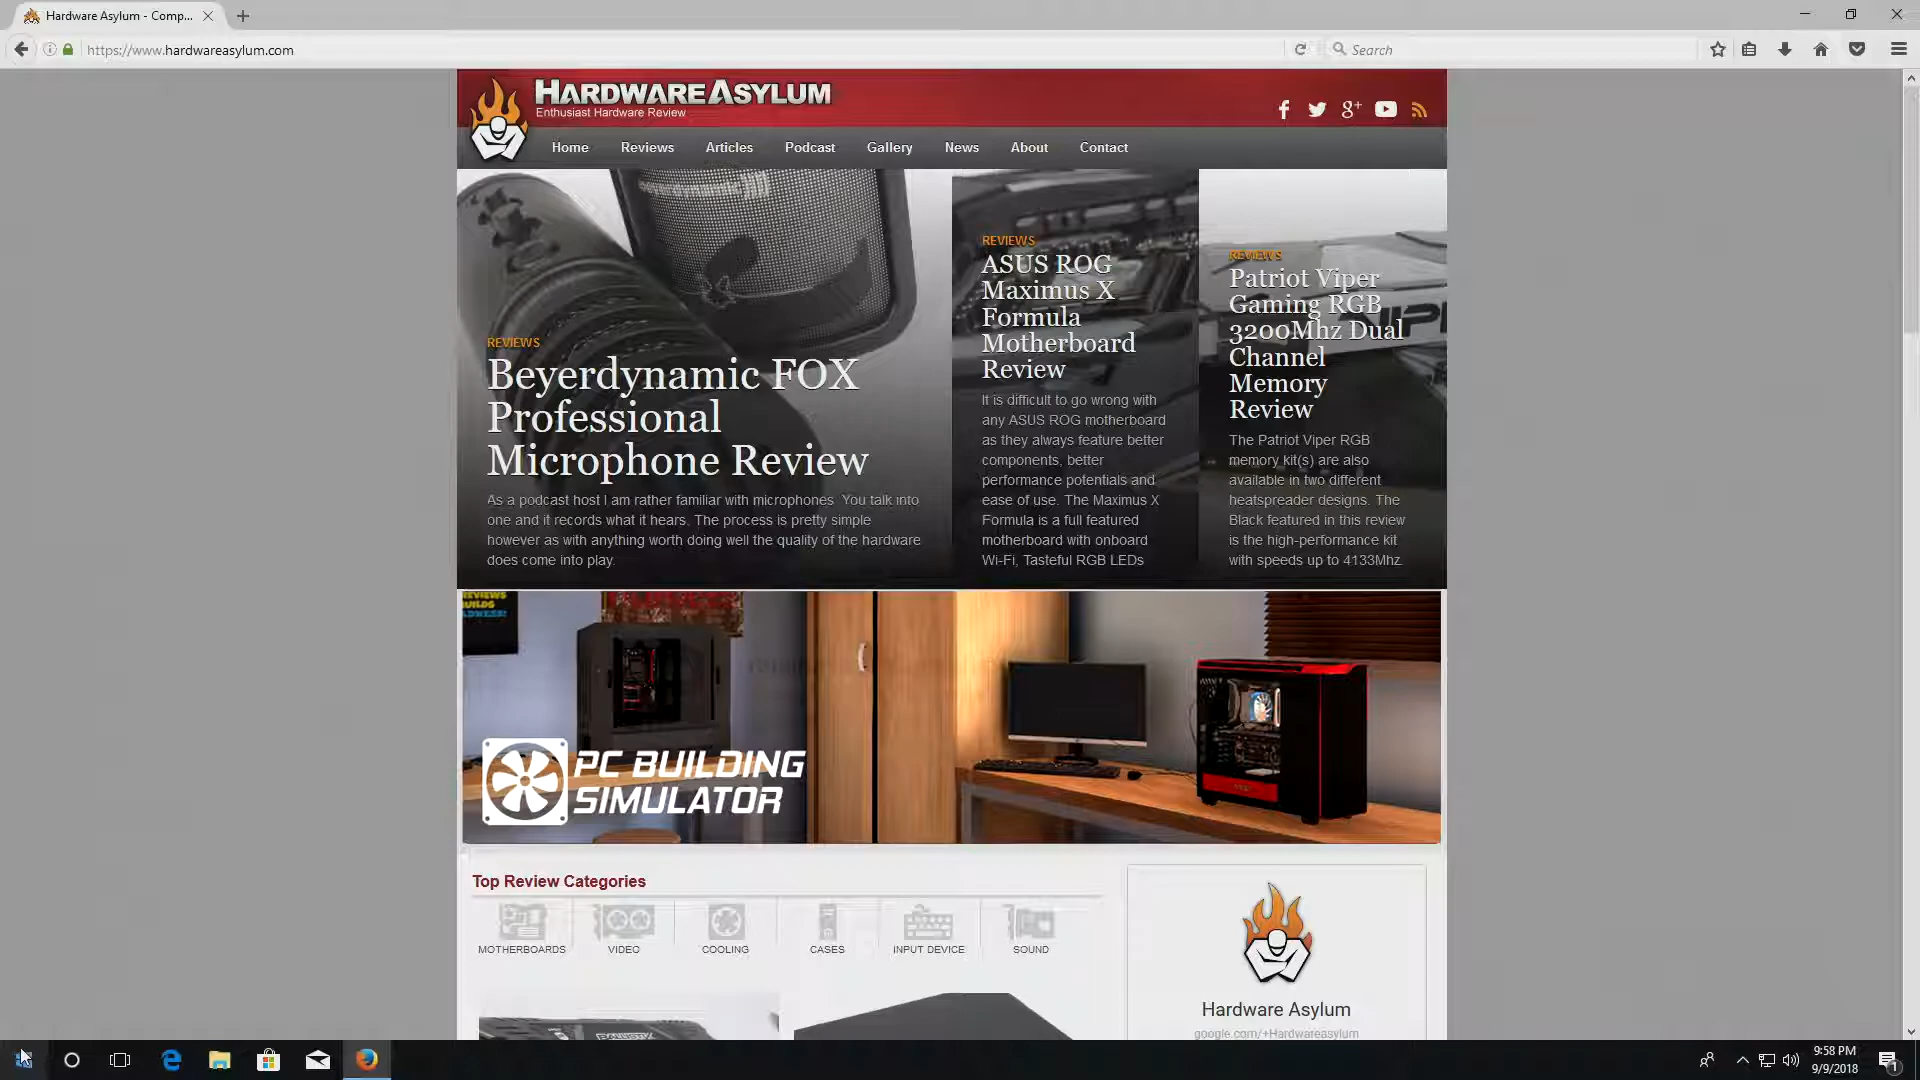 Hardware Asylum - Comp...
https://www.hardwareasylum.com
Search
HARDWARE ASYLUM
Enthusiast Hardware Review
Home Reviews Articles Podcast Gallery News About Contact
REVIEWS
Beyerdynamic FOX
Professional
Microphone Review
As a podcast host I am rather familiar with microphones. You talk into
one and it records what it hears. The process is pretty simple
however as with anything worth doing well the quality of the hardware
does come into play.
REVIEWS
ASUS ROG
Maximus X
Formula
Motherboard
Review
It is difficult to go wrong with
any ASUS ROG motherboard
as they always feature better
components, better
performance potentials and
ease of use. The Maximus X
Formula is a full featured
motherboard with onboard
Wi-Fi, Tasteful RGB LEDs
REVIEWS
Patriot Viper
Gaming RGB
3200Mhz Dual
Channel
Memory
Review
The Patriot Viper RGB
memory kit(s) are also
available in two different
heatspreader designs. The
Black featured in this review
is the high-performance kit
with speeds up to 4133Mhz.
REVIEWS
BUILDS
PC BUILDING
SIMULATOR
Top Review Categories
MOTHERBOARDS VIDEO COOLING CASES INPUT DEVICE SOUND
Hardware Asylum
google.com/+Hardwareasylum
9:58 PM
9/9/2018
1